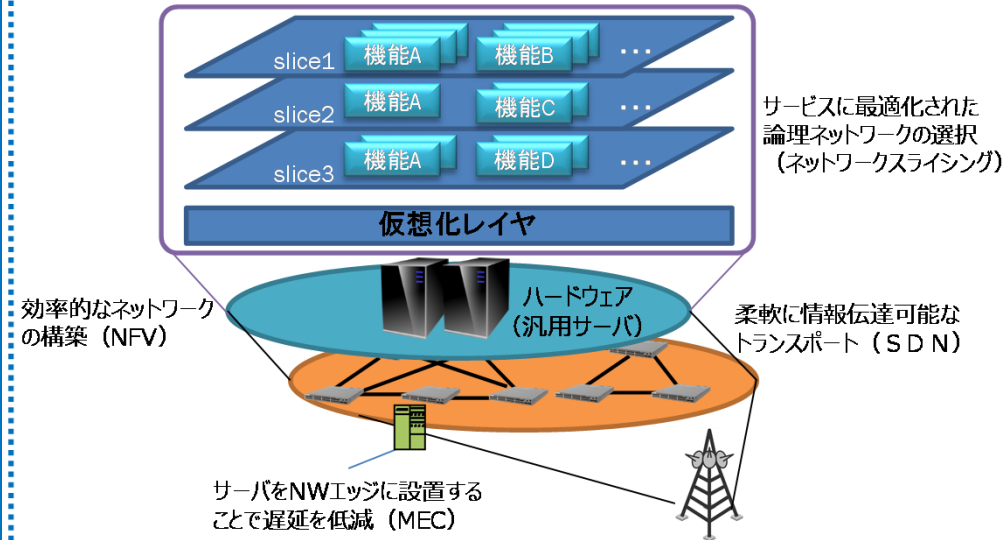 slice1 機能A 機能B …
slice2 機能A 機能C
slice3 機能A 機能D …
仮想化レイヤ
サービスに最適化された
論理ネットワークの選択
（ネットワークスライシング）
ハードウェア
（汎用サーバ）
効率的なネットワーク
の構築（NFV）
柔軟に情報伝達可能な
トランスポート（ＳＤＮ）
サーバをNWエッジに設置する
ことで遅延を低減（MEC）